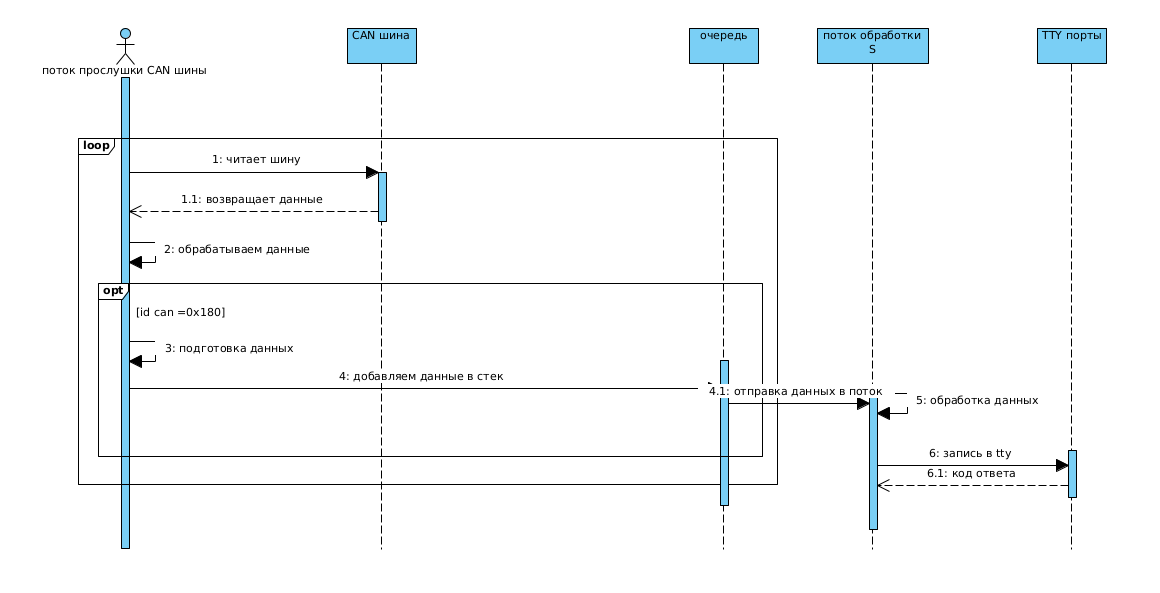 поток прослушки CAN шины
CAN шина
очередь
поток обработки
S
TTY порты
loop
1: читает шину
1.1: возвращает данные
2: обрабатываем данные
opt
[id can =0x180]
3: подготовка данных
4: добавляем данные в стек
4.1: отправка данных в поток
5: обработка данных
6: запись в tty
6.1: код ответа